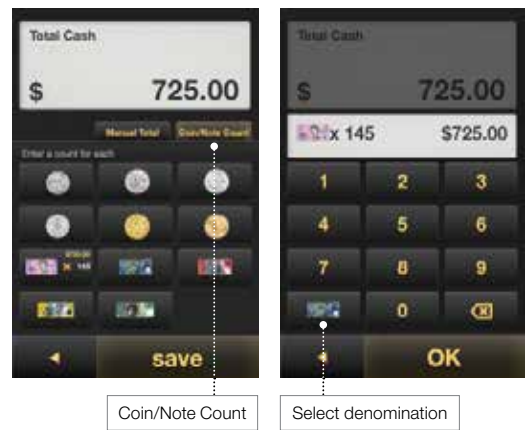 Total Cash
$ 725.00
Manual Total Coin/Note Count
Enter a count for each
x 145
save
Coin/Note Count
Total Cash
$ 725.00
x 145 $725.00
1 2 3
4 5 6
7 8 9
0
OK
Select denomination